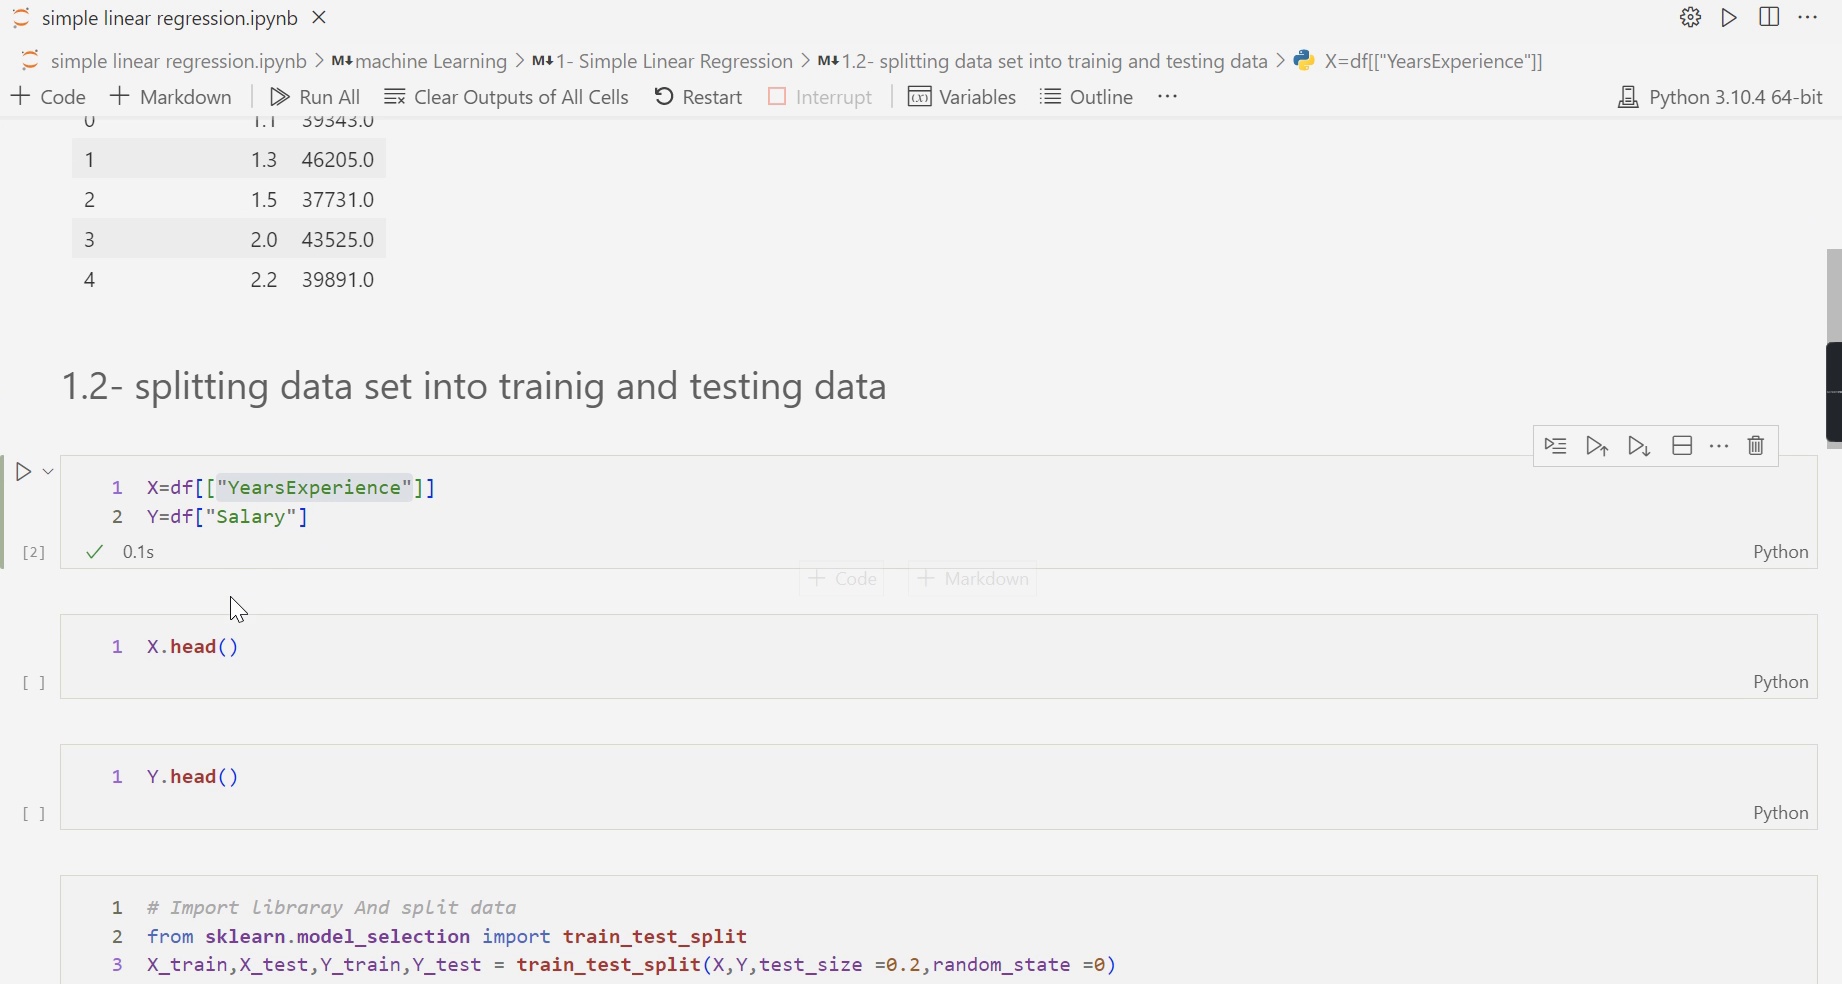 simple linear regression.ipynb
simple linear regression.ipynb > M↓ machine Learning > M↓ 1- Simple Linear Regression > M↓ 1.2- splitting data set into trainig and testing data > X=df[["YearsExperience"]]
+ Code + Markdown Run All Clear Outputs of All Cells Restart Interrupt Variables Outline ... Python 3.10.4 64-bit
0 1.1 39343.0
1 1.3 46205.0
2 1.5 37731.0
3 2.0 43525.0
4 2.2 39891.0
1.2- splitting data set into trainig and testing data
1 X=df[["YearsExperience"]]
2 Y=df["Salary"]
[2] ✓ 0.1s Python
+ Code + Markdown
1 X.head()
[ ] Python
1 Y.head()
[ ] Python
1 # Import Libraray And split data
2 from sklearn.model_selection import train_test_split
3 X_train,X_test,Y_train,Y_test = train_test_split(X,Y,test_size =0.2,random_state =0)